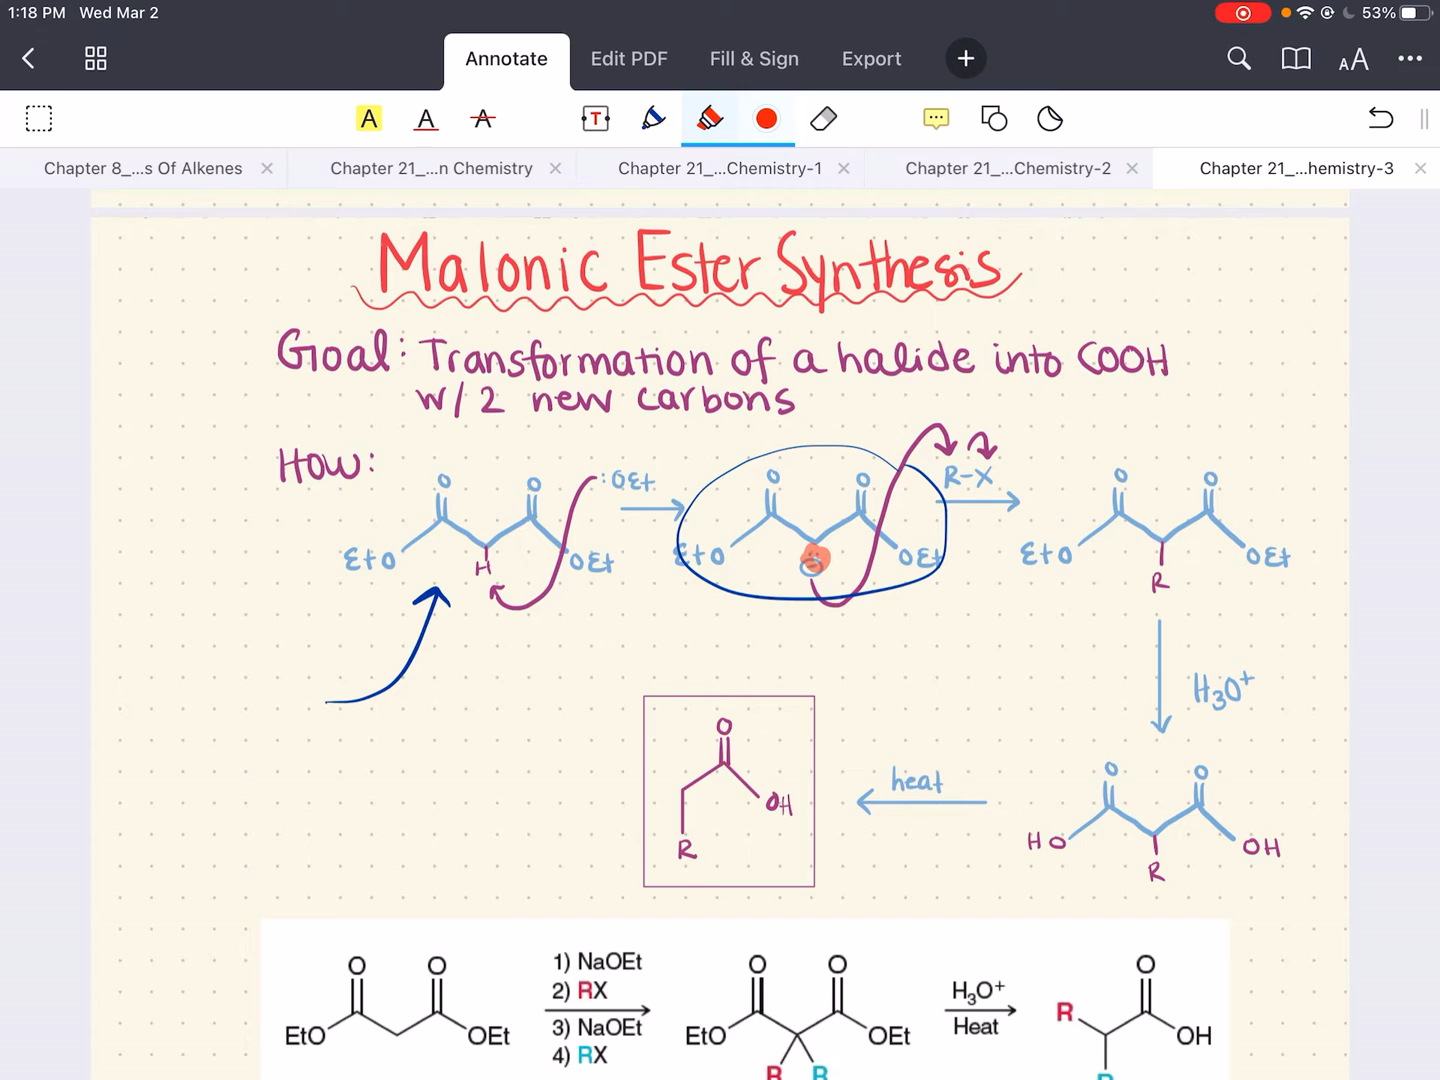 1:18 PM Wed Mar 2
53%
Annotate Edit PDF Fill & Sign Export
AA
A A A T
Chapter 8_...s Of Alkenes Chapter 21_...n Chemistry Chapter 21_...Chemistry-1 Chapter 21_...Chemistry-2 Chapter 21_...hemistry-3
Malonic Ester Synthesis
Goal: Transformation of a halide into COOH
w/2 new carbons
How:
O O :OEt O O R-X O O
EtO H OEt EtO ⊖ OEt EtO R OEt
H3O+
O heat O O
OH HO OH
R R
O O 1) NaOEt O O H3O+ O
2) RX
EtO OEt 3) NaOEt EtO OEt Heat R OH
4) RX
R R R